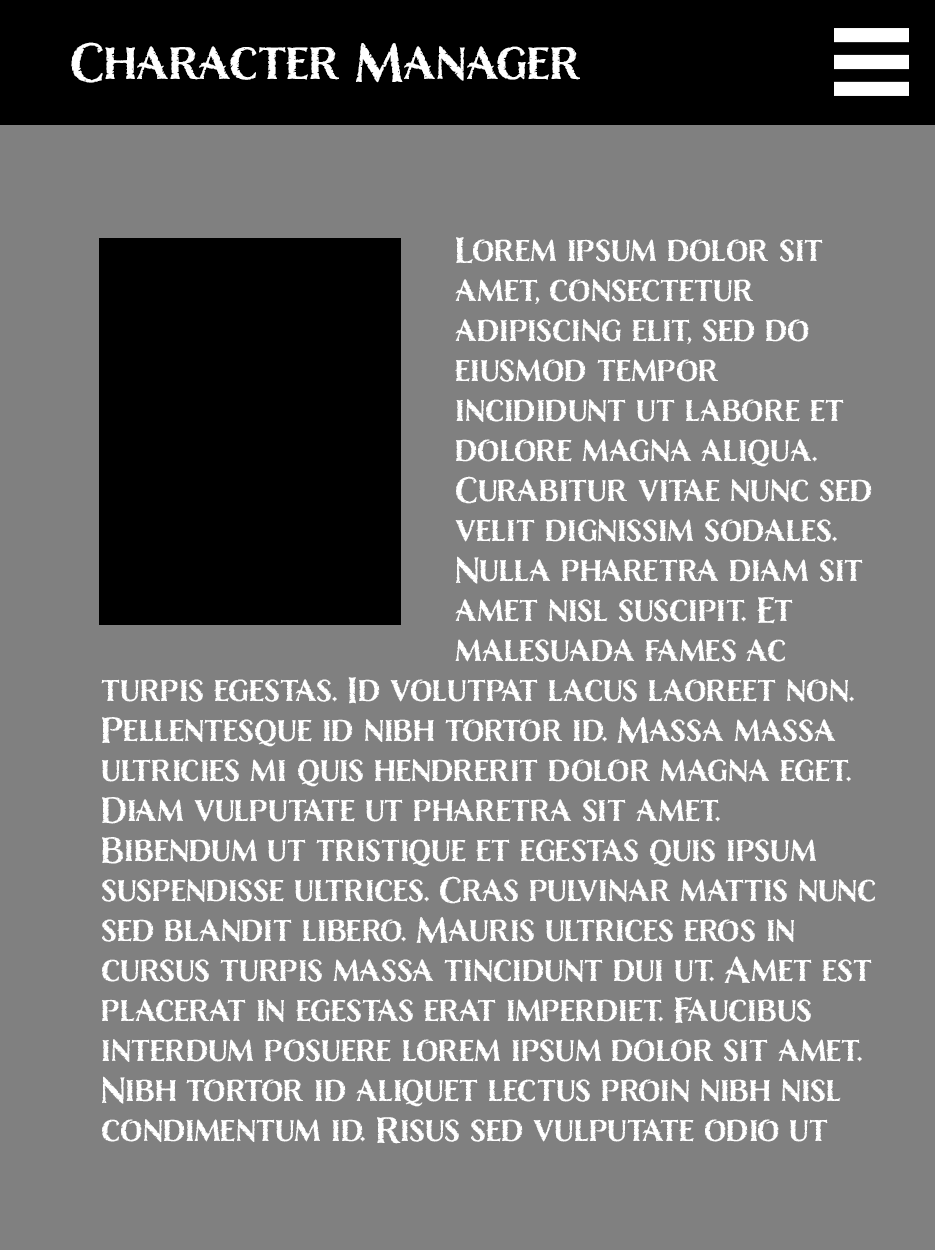 Character Manager
Lorem ipsum dolor sit
amet, consectetur
adipiscing elit, sed do
eiusmod tempor
incididunt ut labore et
dolore magna aliqua.
Curabitur vitae nunc sed
velit dignissim sodales.
Nulla pharetra diam sit
amet nisl suscipit. Et
malesuada fames ac
turpis egestas. Id volutpat lacus laoreet non.
Pellentesque id nibh tortor id. Massa massa
ultricies mi quis hendrerit dolor magna eget.
Diam vulputate ut pharetra sit amet.
Bibendum ut tristique et egestas quis ipsum
suspendisse ultrices. Cras pulvinar mattis nunc
sed blandit libero. Mauris ultrices eros in
cursus turpis massa tincidunt dui ut. Amet est
placerat in egestas erat imperdiet. Faucibus
interdum posuere lorem ipsum dolor sit amet.
Nibh tortor id aliquet lectus proin nibh nisl
condimentum id. Risus sed vulputate odio ut